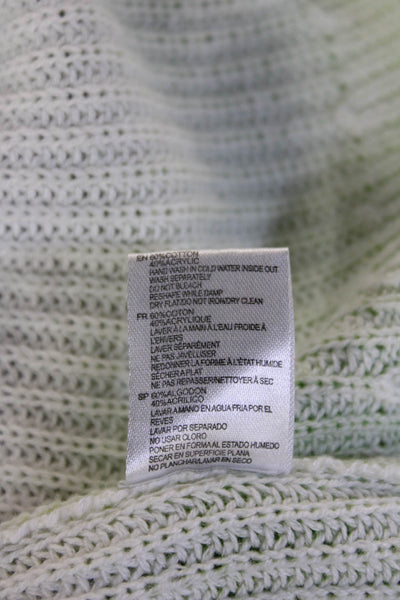 EN 60%COTTON
40%ACRYLIC
HAND WASH IN COLD WATER INSIDE OUT
WASH SEPARATELY
DO NOT BLEACH
RESHAPE WHILE DAMP
DRY FLAT/DO NOT IRON/DRY CLEAN
FR 60%COTON
40%ACRYLIQUE
LAVER À LA MAIN À L'EAU FROIDE À
L'ENVERS
LAVER SÉPARÉMENT
NE PAS JAVELLISER
REDONNER LA FORME À L'ÉTAT HUMIDE
SÉCHER A PLAT
NE PAS REPASSER/NETTOYER À SEC
SP 60%ALGODON
40%ACRILICO
LAVAR A MANO EN AGUA FRIA POR EL
REVES
LAVAR POR SEPARADO
NO USAR CLORO
PONER EN FORMA AL ESTADO HUMEDO
SECAR EN SUPERFICIE PLANA
NO PLANCHAR/LAVAR EN SECO